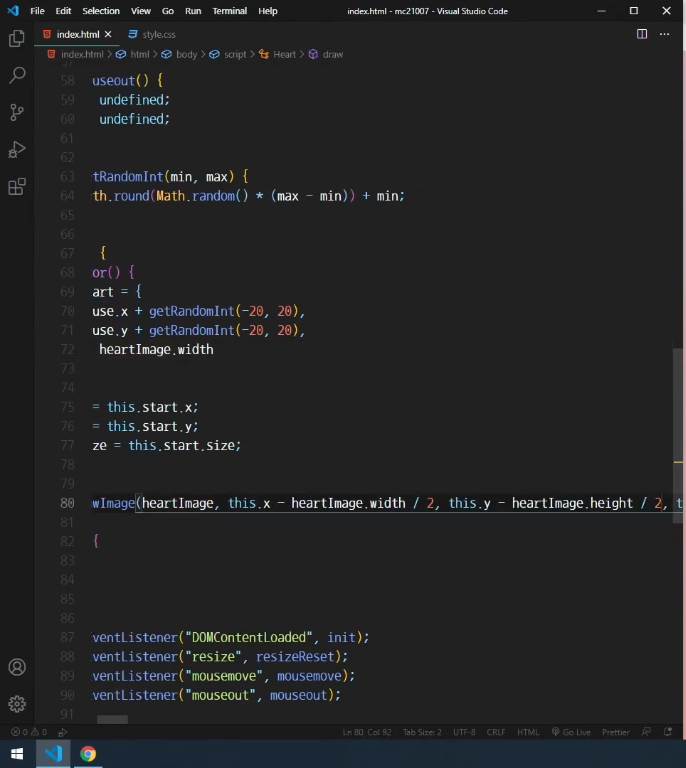 File Edit Selection View Go Run Terminal Help index.html - mc21007 - Visual Studio Code
index.html style.css
index.html > html > body > script > Heart > draw
58 useout() {
59 undefined;
60 undefined;
61
62
63 tRandomInt(min, max) {
64 th.round(Math.random() * (max - min)) + min;
65
66
67 {
68 or() {
69 art = {
70 use.x + getRandomInt(-20, 20),
71 use.y + getRandomInt(-20, 20),
72 heartImage.width
73
74
75 = this.start.x;
76 = this.start.y;
77 ze = this.start.size;
78
79
80 wImage(heartImage, this.x - heartImage.width / 2, this.y - heartImage.height / 2, t
81
82 {
83
84
85
86
87 ventListener("DOMContentLoaded", init);
88 ventListener("resize", resizeReset);
89 ventListener("mousemove", mousemove);
90 ventListener("mouseout", mouseout);
91
0 0 Ln 80, Col 92 Tab Size: 2 UTF-8 CRLF HTML Go Live Prettier